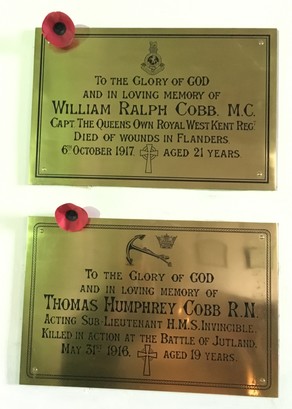 TO THE GLORY OF GOD
AND IN LOVING MEMORY OF
WILLIAM RALPH COBB. M.C.
CAPT THE QUEENS OWN ROYAL WEST KENT REGT
DIED OF WOUNDS IN FLANDERS
6TH OCTOBER 1917. AGED 21 YEARS
TO THE GLORY OF GOD
AND IN LOVING MEMORY OF
THOMAS HUMPHREY COBB R.N.
ACTING SUB-LIEUTENANT H.M.S. INVINCIBLE,
KILLED IN ACTION AT THE BATTLE OF JUTLAND.
MAY 31ST 1916. AGED 19 YEARS.